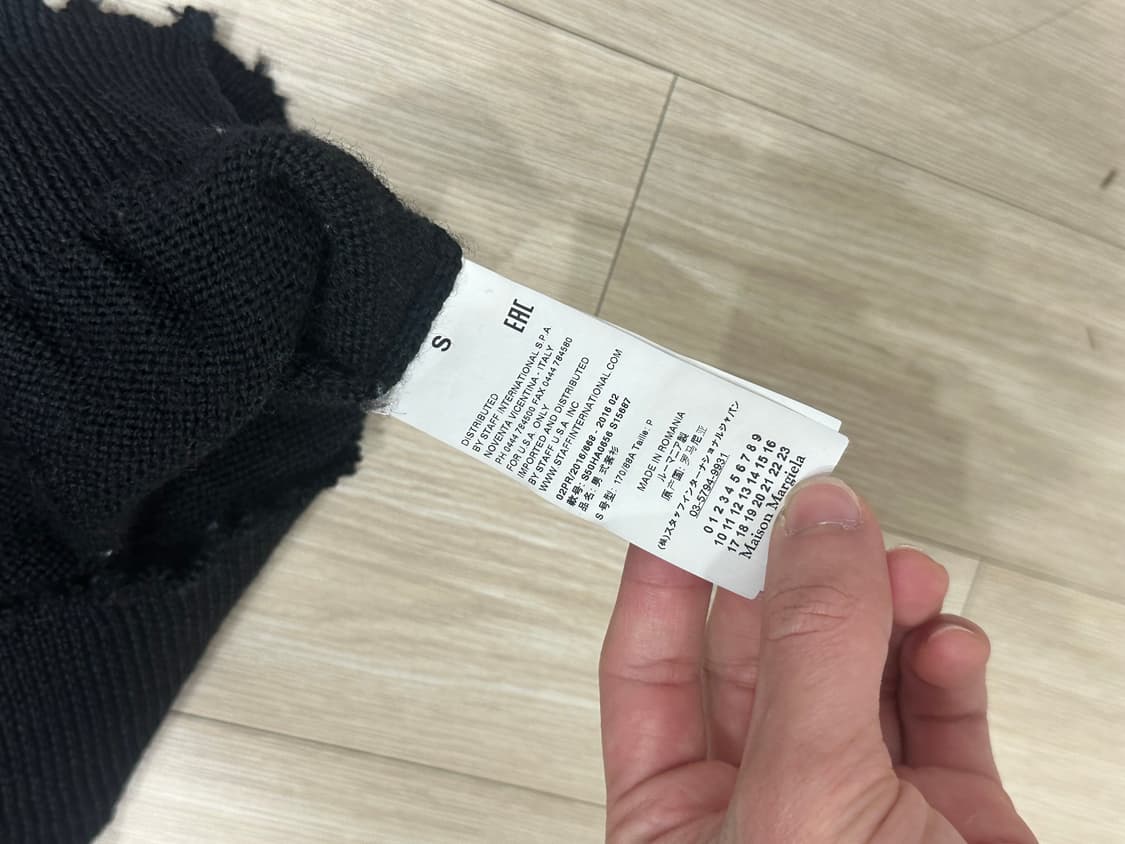 S
EAC
DISTRIBUTED
BY STAFF INTERNATIONAL S.P.A
NOVENTA VICENTINA - ITALY
PH 0444 784500 FAX 0444 784580
FOR U.S.A ONLY
IMPORTED AND DISTRIBUTED
BY STAFF U.S.A. INC
WWW.STAFFINTERNATIONAL.COM
02PR/2016/868 - 2016 02
款号: S50HA0656 S15687
品名: 男 式套衫
S 号型: 170/88A Taille: P
MADE IN ROMANIA
ルーマニア製
原产国: 罗马尼亚
(株)スタッフインターナショナルジャパン
03-5794-9931
0 1 2 3 4 5 6 7 8 9
10 11 12 13 14 15 16
17 18 19 20 21 22 23
Maison Margiela